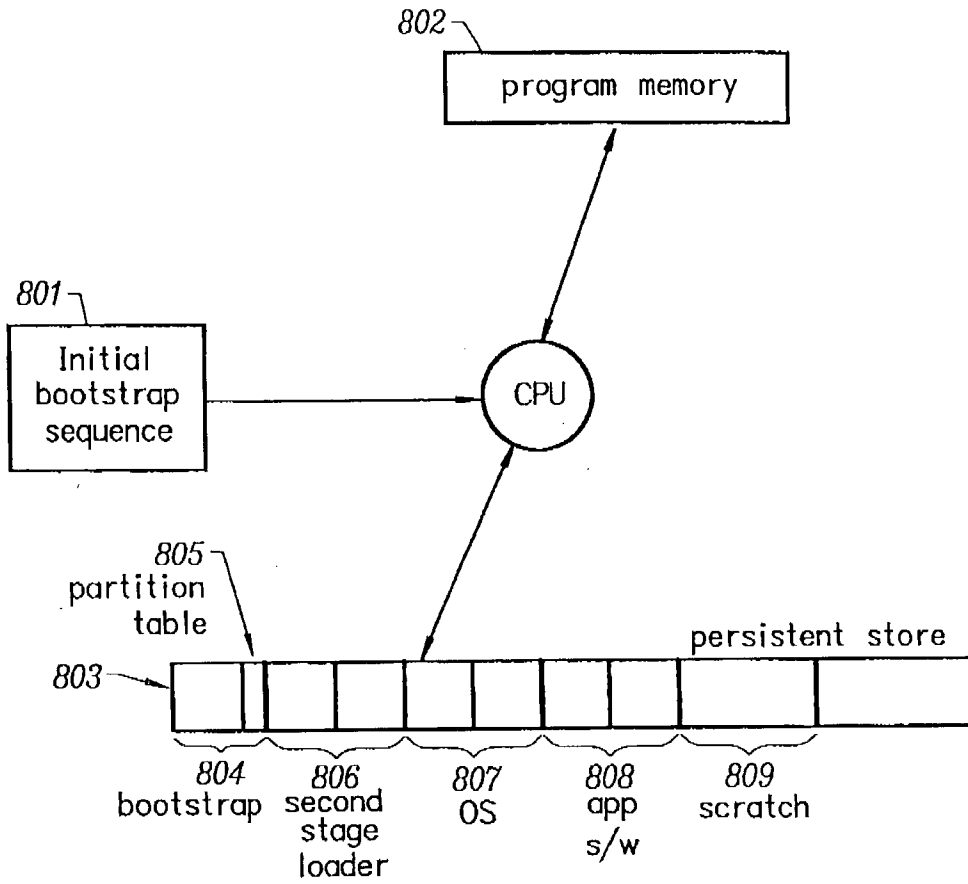 802
program memory
801
Initial
bootstrap
sequence
CPU
805
partition
table
persistent store
803
804
bootstrap
806
second
stage
loader
807
OS
808
app
s/w
809
scratch